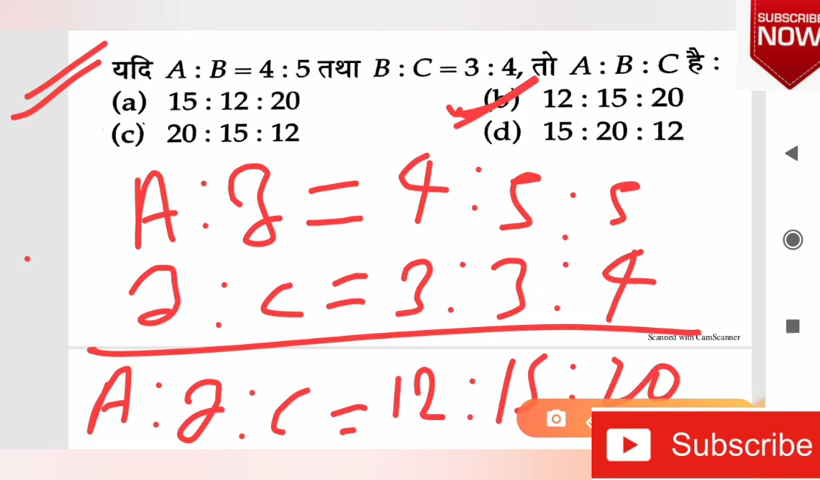 SUBSCRIBE
NOW
यदि A : B = 4 : 5 तथा B : C = 3 : 4, तो A : B : C है :
(a) 15 : 12 : 20
(b) 12 : 15 : 20
(c) 20 : 15 : 12
(d) 15 : 20 : 12
A : B = 4 : 5 : 5
B : C = 3 : 3 : 4
Scanned with CamScanner
A : B : C = 12 : 15 : 20
Subscribe